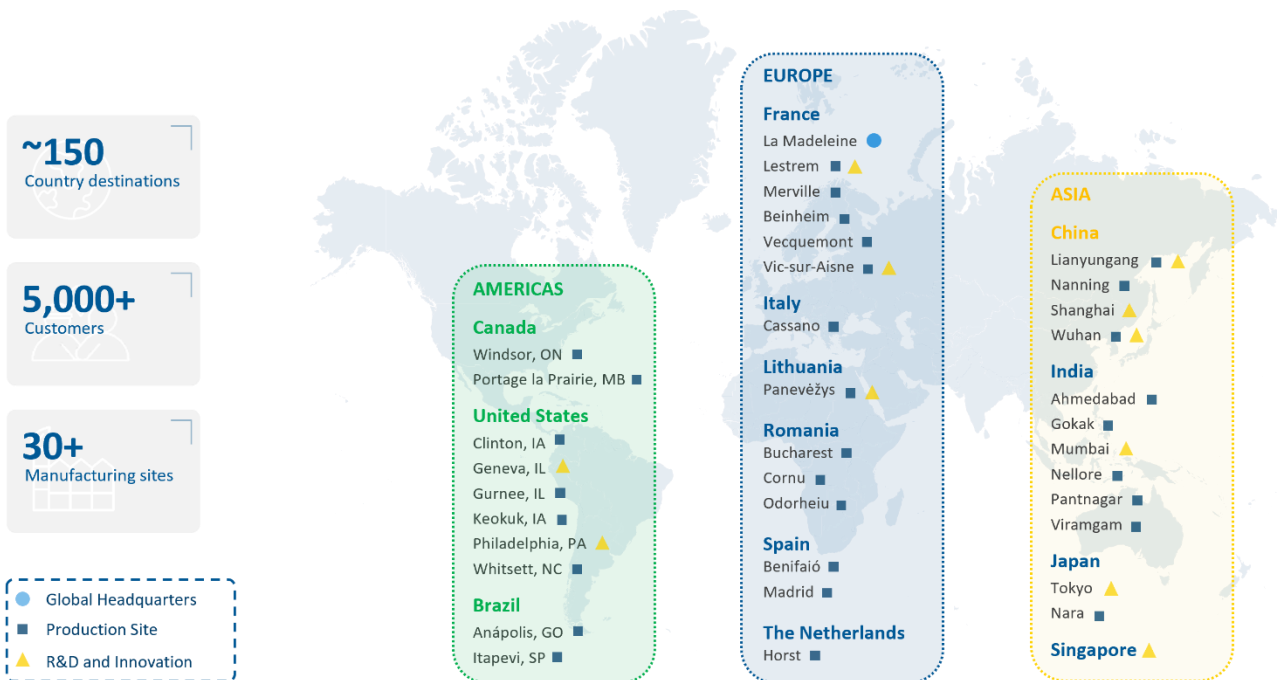 ~150
Country destinations
5,000+
Customers
30+
Manufacturing sites
Global Headquarters
Production Site
R&D and Innovation
AMERICAS
Canada
Windsor, ON
Portage la Prairie, MB
United States
Clinton, IA
Geneva, IL
Gurnee, IL
Keokuk, IA
Philadelphia, PA
Whitsett, NC
Brazil
Anápolis, GO
Itapevi, SP
EUROPE
France
La Madeleine
Lestrem
Merville
Beinheim
Vecquemont
Vic-sur-Aisne
Italy
Cassano
Lithuania
Panevėžys
Romania
Bucharest
Cornu
Odorheiu
Spain
Benifaió
Madrid
The Netherlands
Horst
ASIA
China
Lianyungang
Nanning
Shanghai
Wuhan
India
Ahmedabad
Gokak
Mumbai
Nellore
Pantnagar
Viramgam
Japan
Tokyo
Nara
Singapore